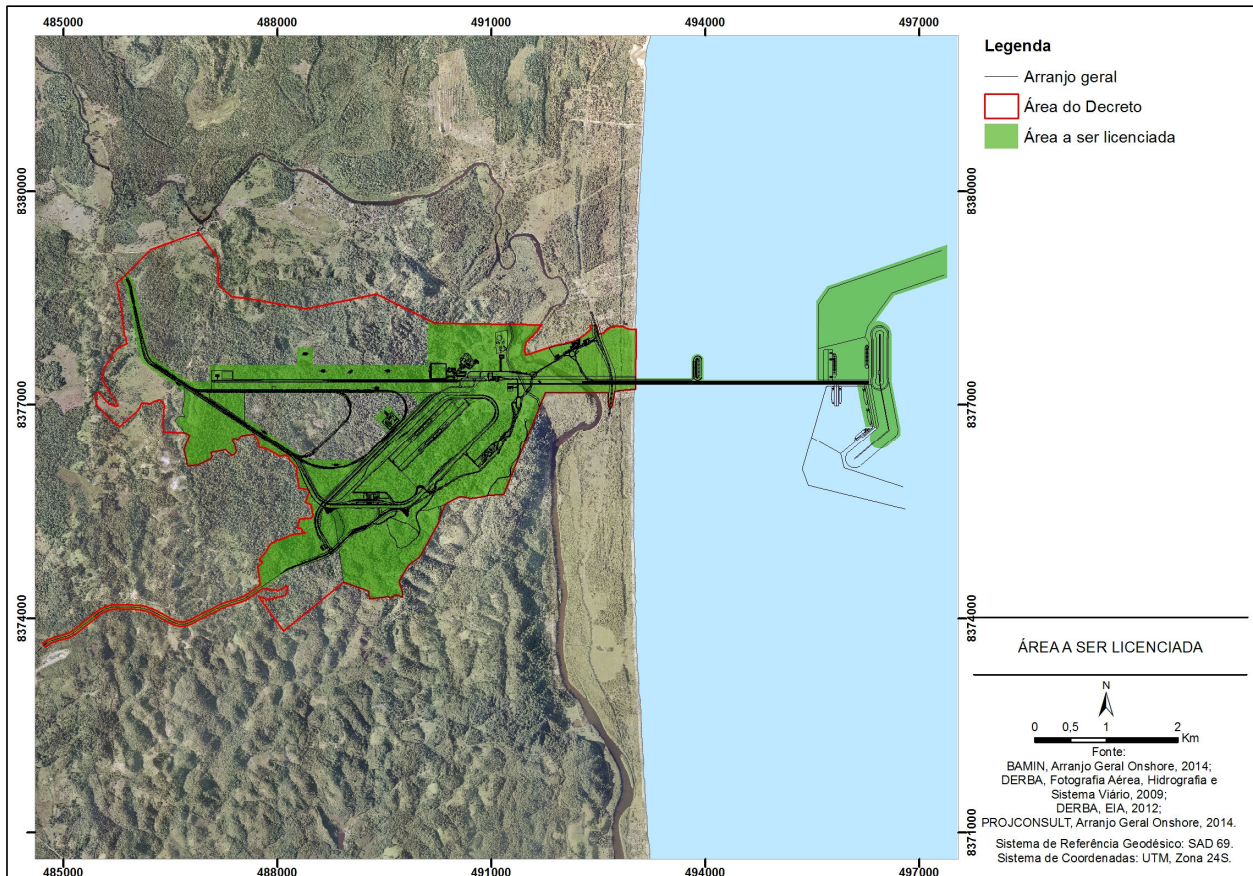 485000 488000 491000 494000 497000
8380000 8380000
8377000 8377000
8374000 8374000
8371000 8371000
485000 488000 491000 494000 497000
Legenda
Arranjo geral
Área do Decreto
Área a ser licenciada
ÁREA A SER LICENCIADA
N
0 0,5 1 2
Km
Fonte:
BAMIN, Arranjo Geral Onshore, 2014;
DERBA, Fotografia Aérea, Hidrografia e
Sistema Viário, 2009;
DERBA, EIA, 2012;
PROJCONSULT, Arranjo Geral Onshore, 2014.
Sistema de Referência Geodésico: SAD 69.
Sistema de Coordenadas: UTM, Zona 24S.